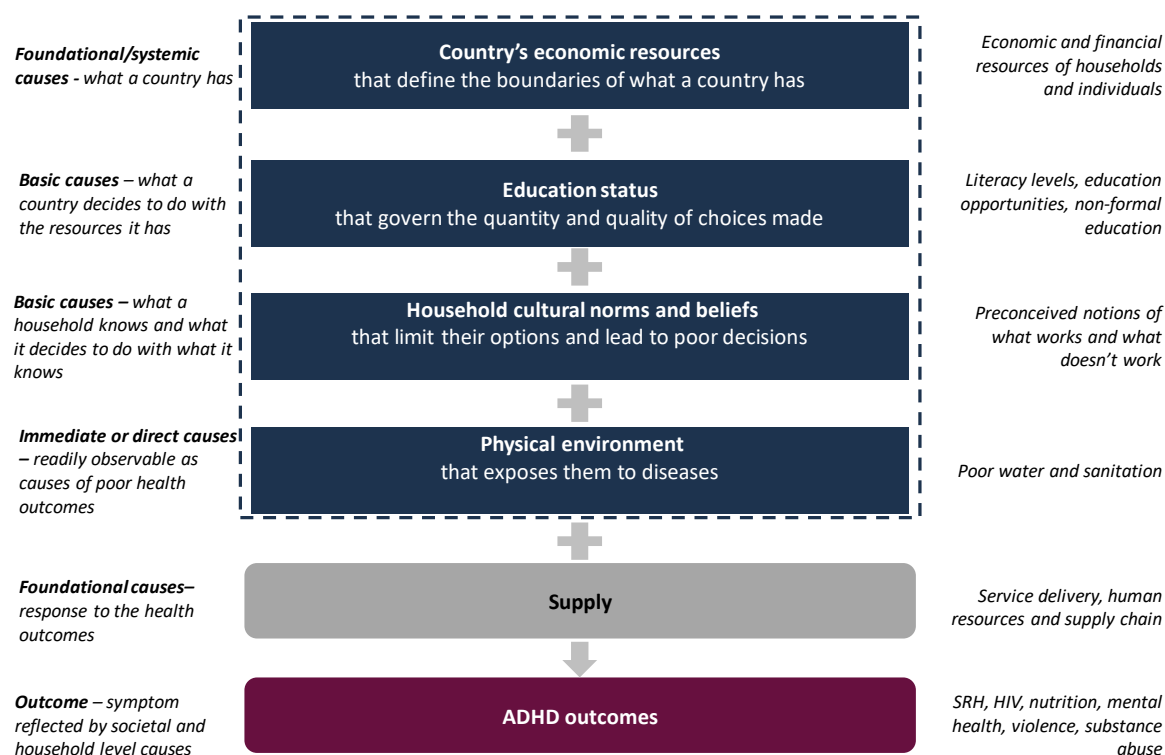 Foundational/systemic
causes - what a country has
Country's economic resources
that define the boundaries of what a country has
Economic and financial
resources of households
and individuals
Basic causes – what a
country decides to do with
the resources it has
Education status
that govern the quantity and quality of choices made
Literacy levels, education
opportunities, non-formal
education
Basic causes – what a
household knows and what
it decides to do with what it
knows
Household cultural norms and beliefs
that limit their options and lead to poor decisions
Preconceived notions of
what works and what
doesn't work
Immediate or direct causes
– readily observable as
causes of poor health
outcomes
Physical environment
that exposes them to diseases
Poor water and sanitation
Foundational causes–
response to the health
outcomes
Supply
Service delivery, human
resources and supply chain
Outcome – symptom
reflected by societal and
household level causes
ADHD outcomes
SRH, HIV, nutrition, mental
health, violence, substance
abuse